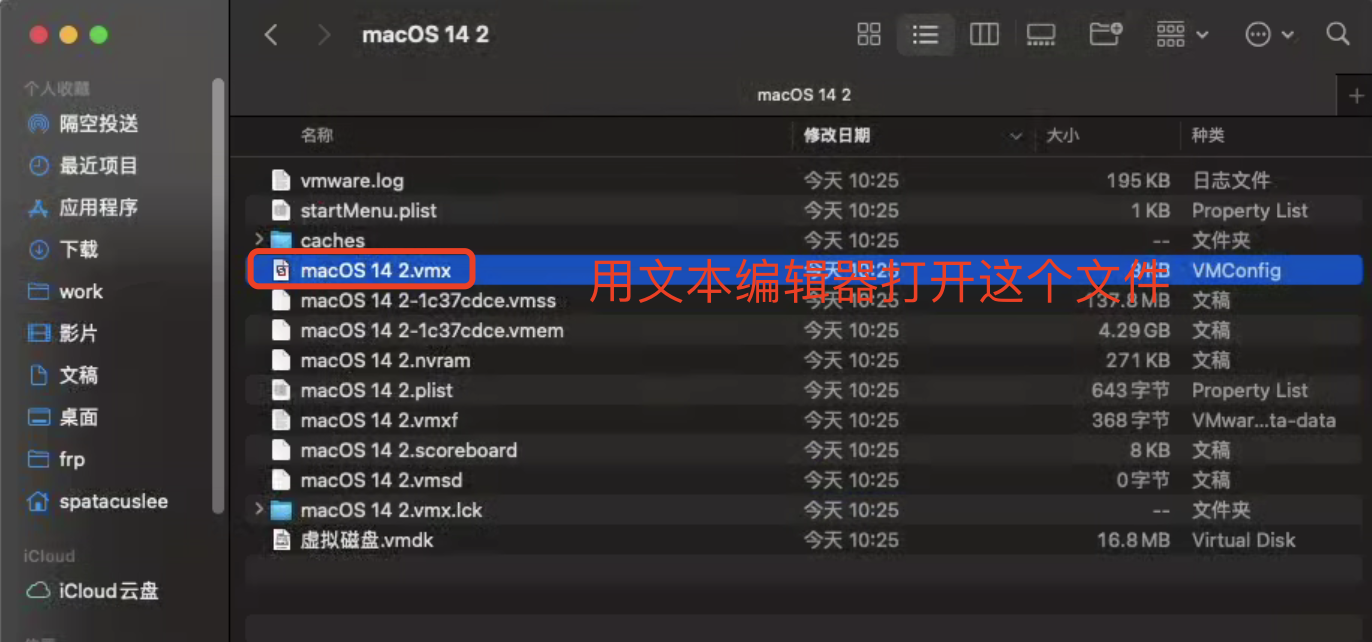 macOS 14 2
个人收藏
隔空投送
最近项目
应用程序
下载
work
影片
文稿
桌面
frp
spatacuslee
iCloud
iCloud云盘
macOS 14 2
名称 修改日期 大小 种类
vmware.log 今天 10:25 195 KB 日志文件
startMenu.plist 今天 10:25 1 KB Property List
caches 今天 10:25 -- 文件夹
macOS 14 2.vmx 今天 10:25 KB VMConfig
用文本编辑器打开这个文件
macOS 14 2-1c37cdce.vmss 今天 10:25 137.8 MB 文稿
macOS 14 2-1c37cdce.vmem 今天 10:25 4.29 GB 文稿
macOS 14 2.nvram 今天 10:25 271 KB 文稿
macOS 14 2.plist 今天 10:25 643 字节 Property List
macOS 14 2.vmxf 今天 10:25 368 字节 VMwar...ta-data
macOS 14 2.scoreboard 今天 10:25 8 KB 文稿
macOS 14 2.vmsd 今天 10:25 0 字节 文稿
macOS 14 2.vmx.lck 今天 10:25 -- 文件夹
虚拟磁盘.vmdk 今天 10:25 16.8 MB Virtual Disk